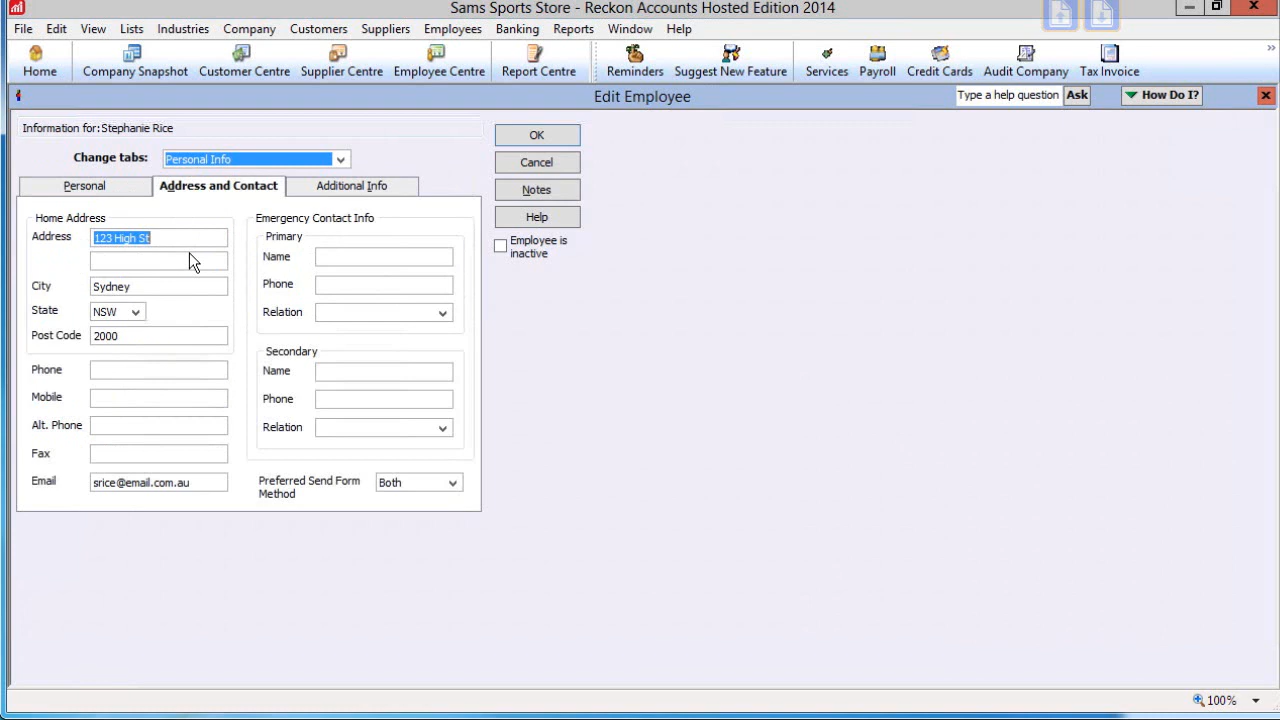 Sams Sports Store - Reckon Accounts Hosted Edition 2014
File Edit View Lists Industries Company Customers Suppliers Employees Banking Reports Window Help
Home Company Snapshot Customer Centre Supplier Centre Employee Centre Report Centre Reminders Suggest New Feature Services Payroll Credit Cards Audit Company Tax Invoice
Edit Employee Type a help question Ask How Do I?
Information for:Stephanie Rice
Change tabs: Personal Info
Personal Address and Contact Additional Info
OK
Cancel
Notes
Help
Employee is
inactive
Home Address
Address 123 High St
City Sydney
State NSW
Post Code 2000
Phone
Mobile
Alt. Phone
Fax
Email srice@email.com.au
Emergency Contact Info
Primary
Name
Phone
Relation
Secondary
Name
Phone
Relation
Preferred Send Form
Method
Both
100%